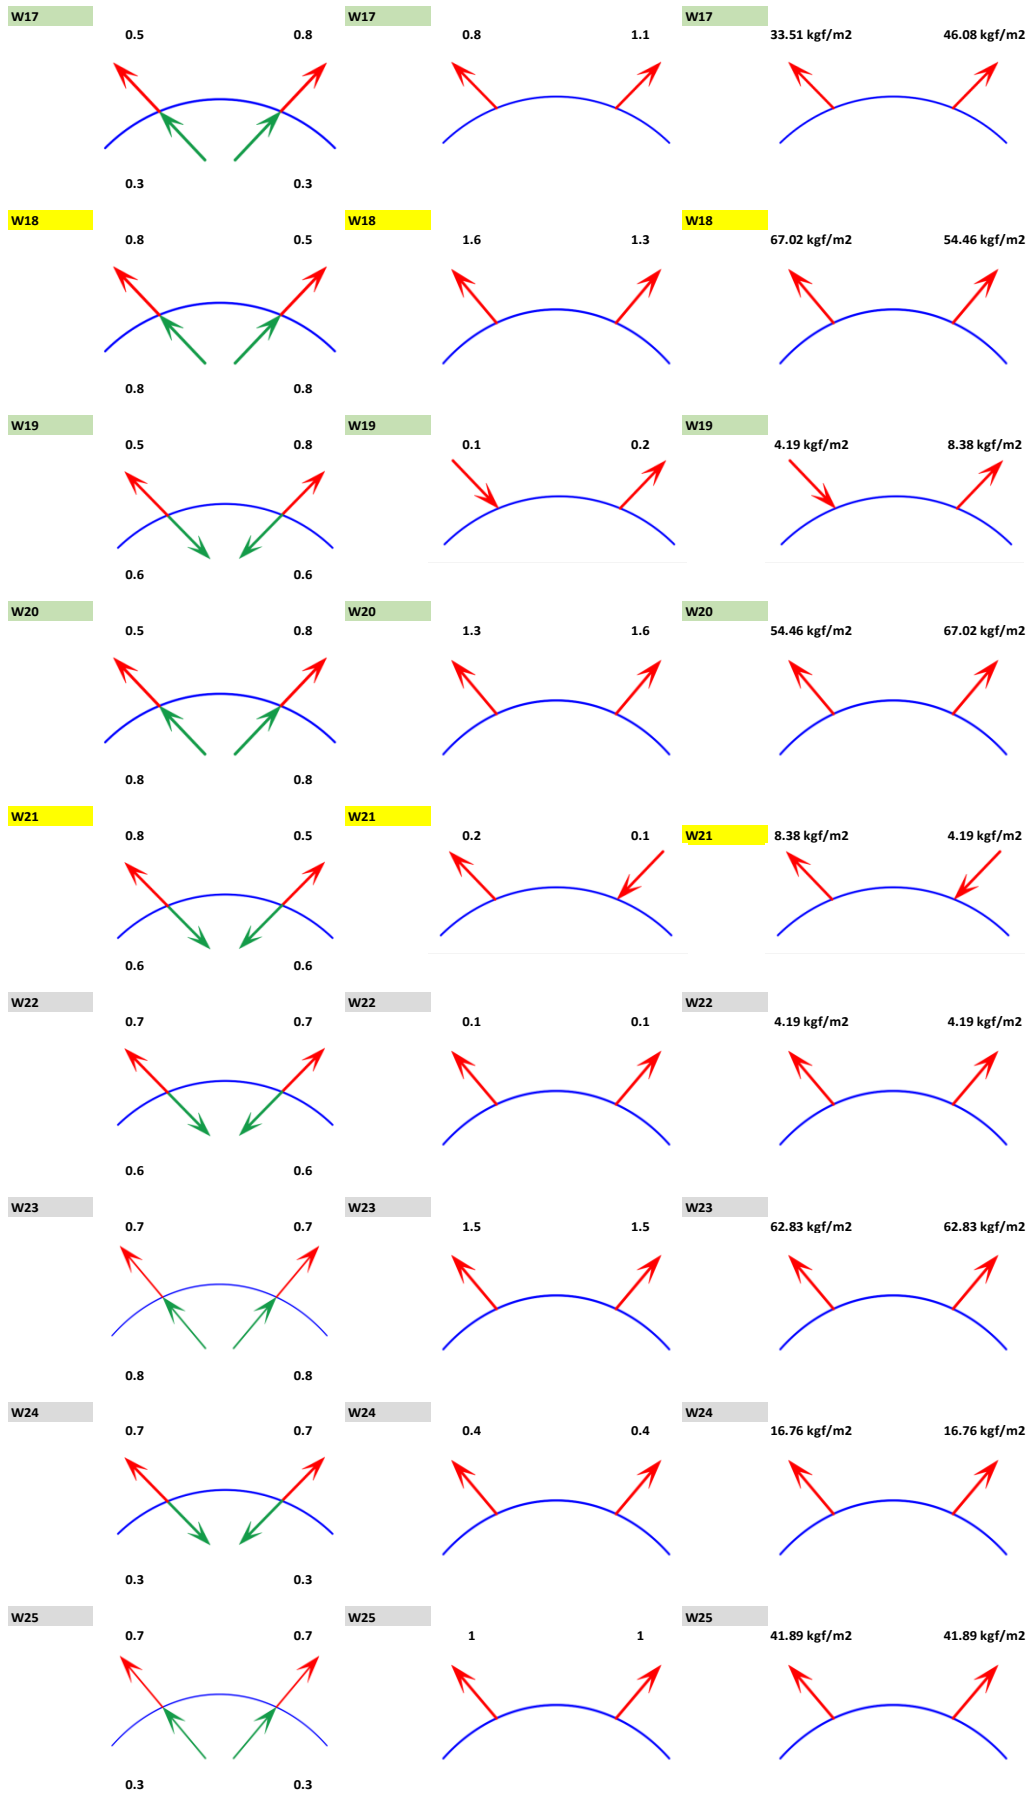 W17 W17 W17
0.5 0.8 0.8 1.1 33.51 kgf/m2 46.08 kgf/m2
0.3 0.3
W18 W18 W18
0.8 0.5 1.6 1.3 67.02 kgf/m2 54.46 kgf/m2
0.8 0.8
W19 W19 W19
0.5 0.8 0.1 0.2 4.19 kgf/m2 8.38 kgf/m2
0.6 0.6
W20 W20 W20
0.5 0.8 1.3 1.6 54.46 kgf/m2 67.02 kgf/m2
0.8 0.8
W21 W21
0.8 0.5 0.2 0.1 W21 8.38 kgf/m2 4.19 kgf/m2
0.6 0.6
W22 W22 W22
0.7 0.7 0.1 0.1 4.19 kgf/m2 4.19 kgf/m2
0.6 0.6
W23 W23 W23
0.7 0.7 1.5 1.5 62.83 kgf/m2 62.83 kgf/m2
0.8 0.8
W24 W24 W24
0.7 0.7 0.4 0.4 16.76 kgf/m2 16.76 kgf/m2
0.3 0.3
W25 W25 W25
0.7 0.7 1 1 41.89 kgf/m2 41.89 kgf/m2
0.3 0.3